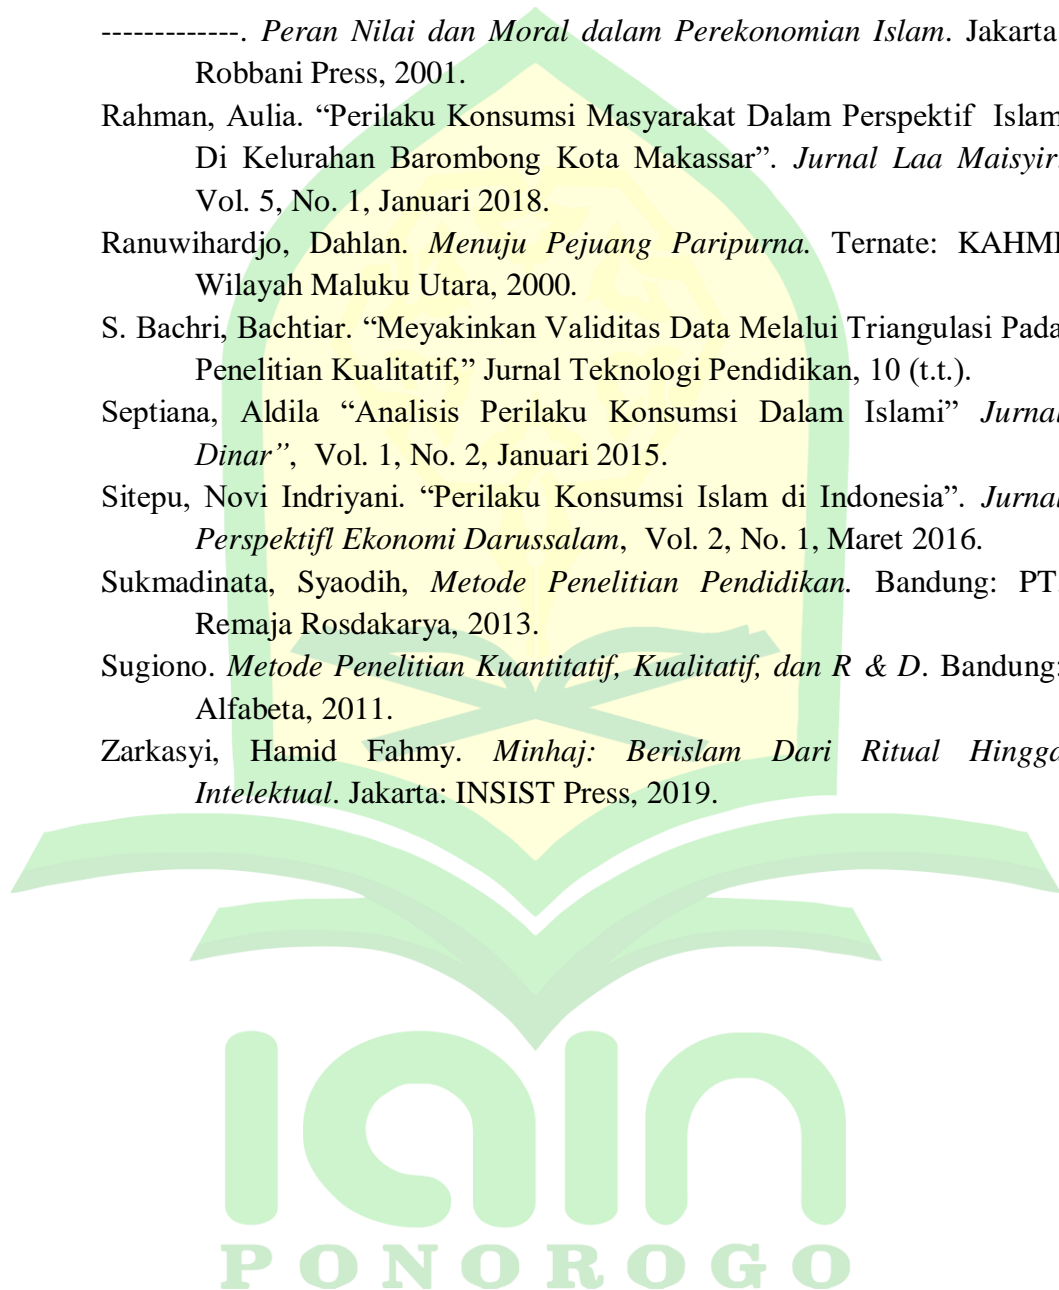 -------------. Peran Nilai dan Moral dalam Perekonomian Islam. Jakarta
Robbani Press, 2001.
Rahman, Aulia. “Perilaku Konsumsi Masyarakat Dalam Perspektif Islam
Di Kelurahan Barombong Kota Makassar”. Jurnal Laa Maisyir.
Vol. 5, No. 1, Januari 2018.
Ranuwihardjo, Dahlan. Menuju Pejuang Paripurna. Ternate: KAHMI
Wilayah Maluku Utara, 2000.
S. Bachri, Bachtiar. “Meyakinkan Validitas Data Melalui Triangulasi Pada
Penelitian Kualitatif,” Jurnal Teknologi Pendidikan, 10 (t.t.).
Septiana, Aldila “Analisis Perilaku Konsumsi Dalam Islami” Jurnal
Dinar”, Vol. 1, No. 2, Januari 2015.
Sitepu, Novi Indriyani. “Perilaku Konsumsi Islam di Indonesia”. Jurnal
Perspektifl Ekonomi Darussalam, Vol. 2, No. 1, Maret 2016.
Sukmadinata, Syaodih, Metode Penelitian Pendidikan. Bandung: PT.
Remaja Rosdakarya, 2013.
Sugiono. Metode Penelitian Kuantitatif, Kualitatif, dan R & D. Bandung:
Alfabeta, 2011.
Zarkasyi, Hamid Fahmy. Minhaj: Berislam Dari Ritual Hingga
Intelektual. Jakarta: INSIST Press, 2019.
iain
PONOROGO